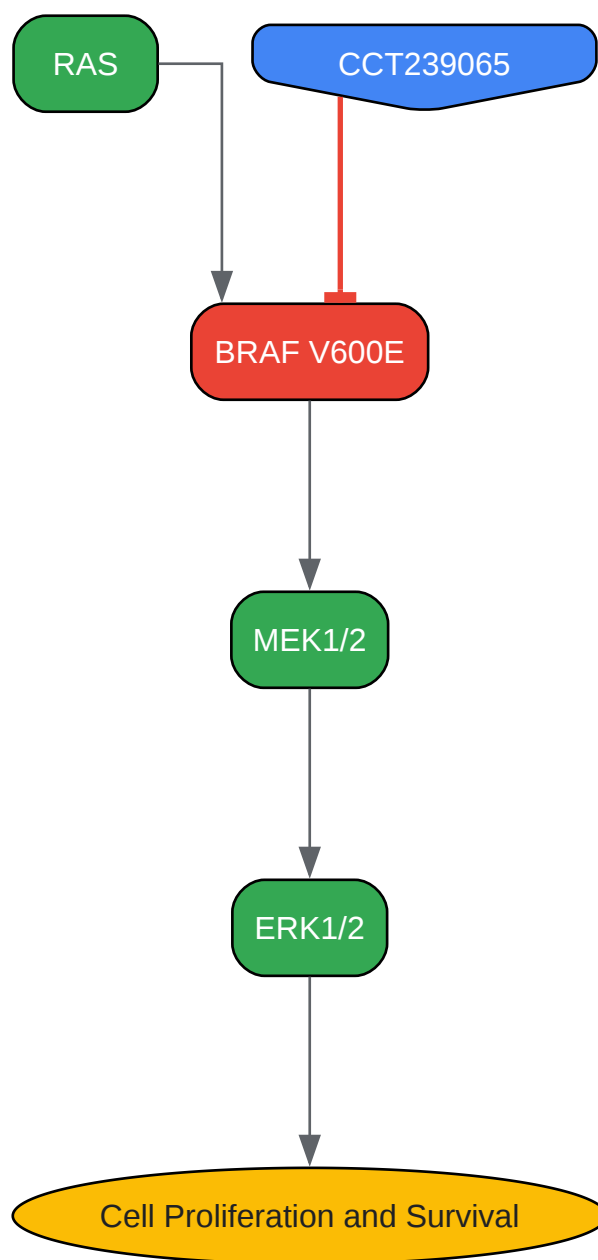 RAS
CCT239065
BRAF V600E
MEK1/2
ERK1/2
Cell Proliferation and Survival